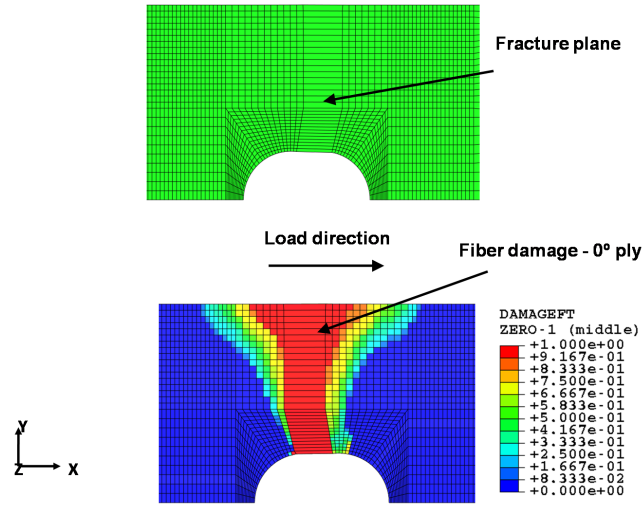 Fracture plane
Load direction
Fiber damage - 0º ply
DAMAGEFT
ZERO-1 (middle)
+1.000e+00
+9.167e-01
+8.333e-01
+7.500e-01
+6.667e-01
+5.833e-01
+5.000e-01
+4.167e-01
+3.333e-01
+2.500e-01
+1.667e-01
+8.333e-02
+0.000e+00
Y
Z
X